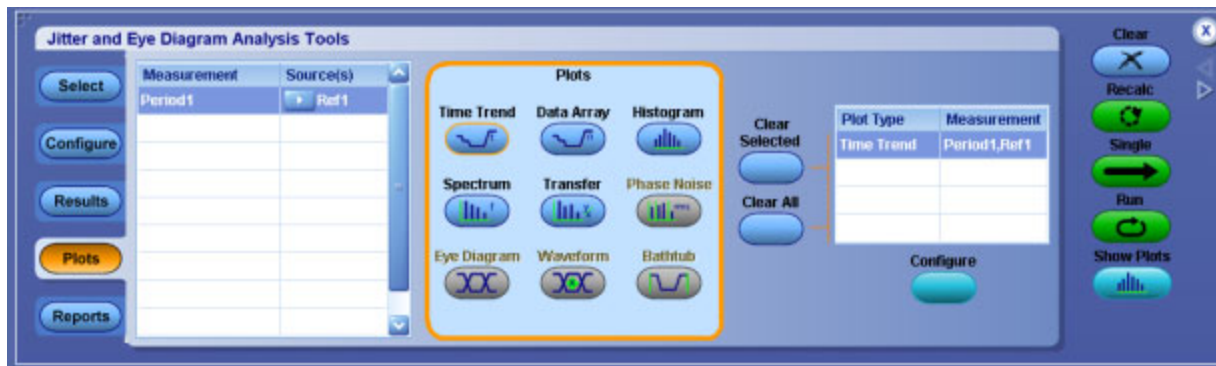 Jitter and Eye Diagram Analysis Tools
Select
Configure
Results
Plots
Reports
Measurement Source(s)
Period1 Ref1
Plots
Time Trend Data Array Histogram
Spectrum Transfer Phase Noise
Eye Diagram Waveform Bathtub
Clear
Selected
Clear All
Plot Type Measurement
Time Trend Period1,Ref1
Configure
Clear
Recalc
Single
Run
Show Plots